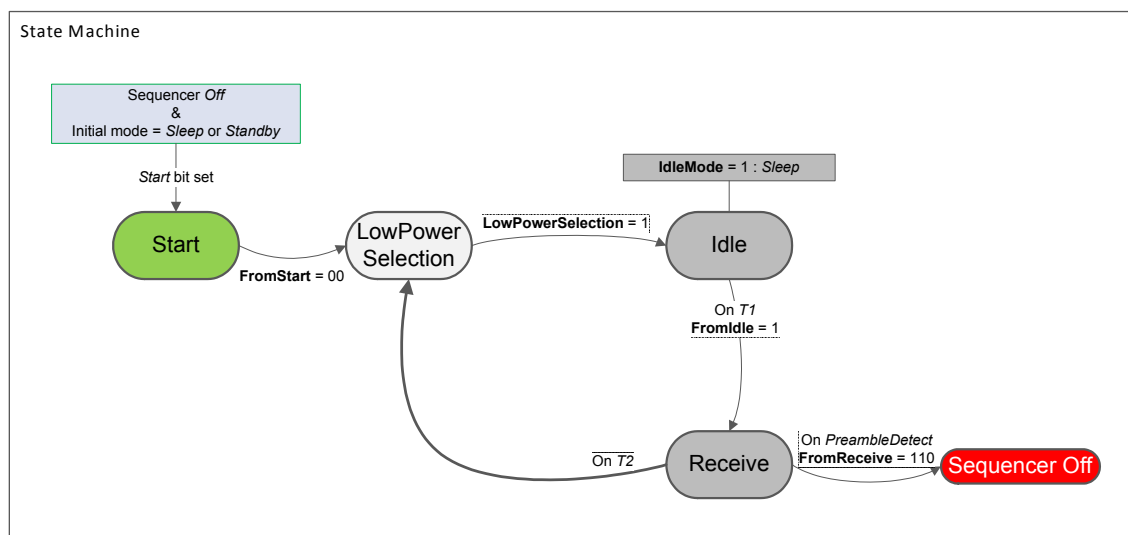 State Machine
Sequencer Off
&
Initial mode = Sleep or Standby
Start bit set
IdleMode = 1 : Sleep
Start
FromStart = 00
LowPower
Selection
LowPowerSelection = 1
Idle
On T1
FromIdle = 1
On T2
Receive
On PreambleDetect
FromReceive = 110
Sequencer Off